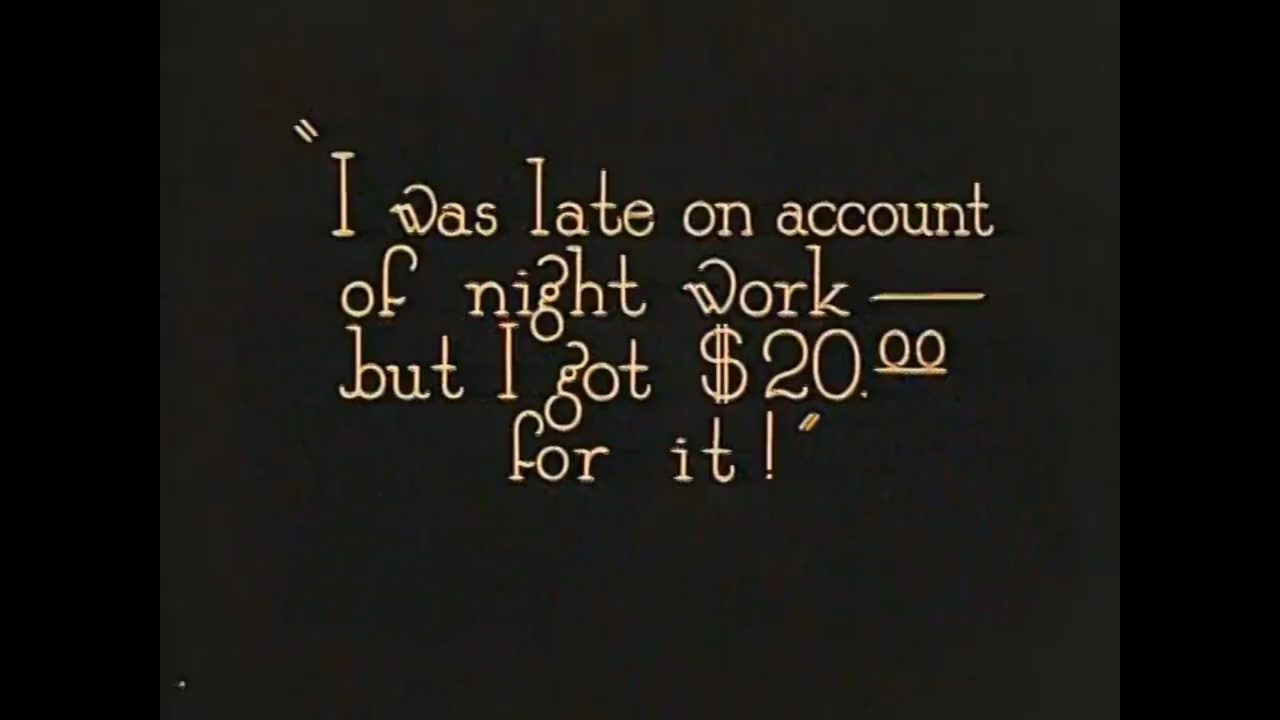 "I was late on account
of night work —
but I got $20.00
for it!"